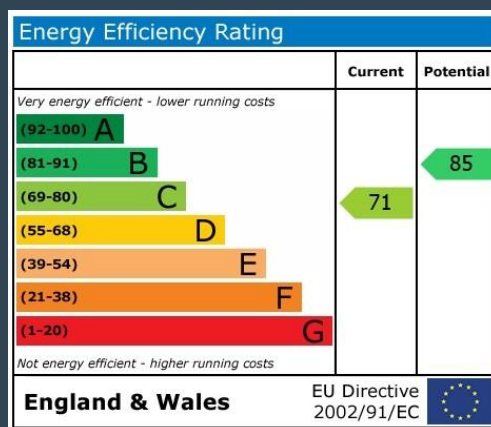 Energy Efficiency Rating
Current Potential
Very energy efficient - lower running costs
(92-100) A
(81-91) B
85
(69-80) C
71
(55-68) D
(39-54) E
(21-38) F
(1-20) G
Not energy efficient - higher running costs
England & Wales
EU Directive
2002/91/EC